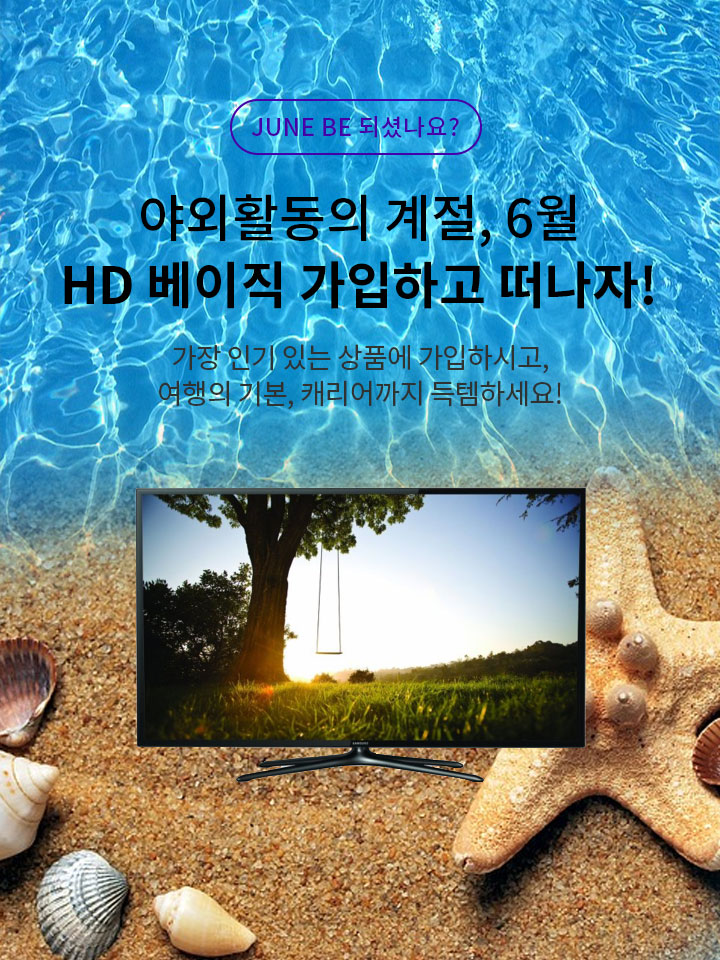 JUNE BE 되셨나요?
야외활동의 계절, 6월
HD 베이직 가입하고 떠나자!
가장 인기 있는 상품에 가입하시고,
여행의 기본, 캐리어까지 득템하세요!
SAMSUNG